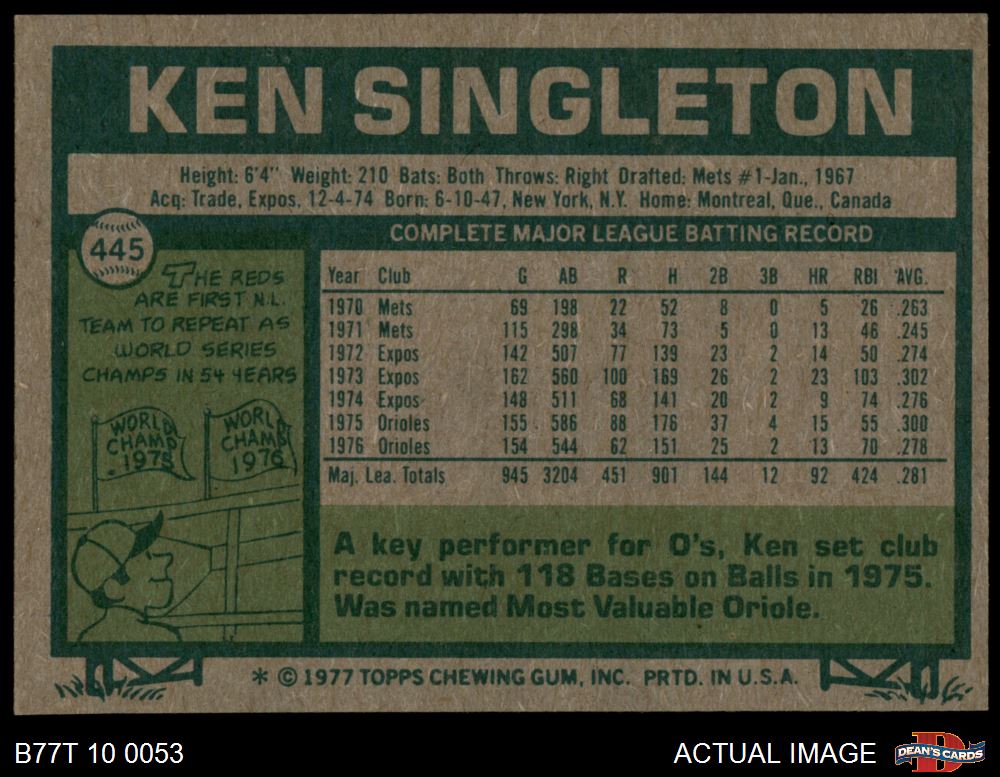 KEN SINGLETON
Height: 6'4" Weight: 210 Bats: Both Throws: Right Drafted: Mets #1-Jan., 1967
Acq: Trade, Expos, 12-4-74 Born: 6-10-47, New York, N.Y. Home: Montreal, Que., Canada
445
THE REDS
ARE FIRST N.L.
TEAM TO REPEAT AS
WORLD SERIES
CHAMPS IN 54 YEARS
WORLD CHAMP 1975
WORLD CHAMPS 1976
COMPLETE MAJOR LEAGUE BATTING RECORD
Year Club G AB R H 2B 3B HR RBI AVG.
1970 Mets 69 198 22 52 8 0 5 26 .263
1971 Mets 115 298 34 73 5 0 13 46 .245
1972 Expos 142 507 77 139 23 2 14 50 .274
1973 Expos 162 560 100 169 26 2 23 103 .302
1974 Expos 148 511 68 141 20 2 9 74 .276
1975 Orioles 155 586 88 176 37 4 15 55 .300
1976 Orioles 154 544 62 151 25 2 13 70 .278
Maj. Lea. Totals 945 3204 451 901 144 12 92 424 .281
A key performer for O's, Ken set club
record with 118 Bases on Balls in 1975.
Was named Most Valuable Oriole.
* © 1977 TOPPS CHEWING GUM, INC. PRTD. IN U.S.A.
B77T 10 0053
ACTUAL IMAGE
DEAN'S CARDS